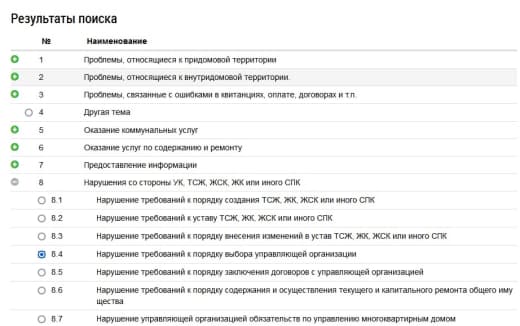 Результаты поиска
№ Наименование
1 Проблемы, относящиеся к придомовой территории
2 Проблемы, относящиеся к внутридомовой территории.
3 Проблемы, связанные с ошибками в квитанциях, оплате, договорах и т.п.
4 Другая тема
5 Оказание коммунальных услуг
6 Оказание услуг по содержанию и ремонту
7 Предоставление информации
8 Нарушения со стороны УК, ТСЖ, ЖСК, ЖК или иного СПК
8.1 Нарушение требований к порядку создания ТСЖ, ЖК, ЖСК или иного СПК
8.2 Нарушение требований к уставу ТСЖ, ЖК, ЖСК или иного СПК
8.3 Нарушение требований к порядку внесения изменений в устав ТСЖ, ЖК, ЖСК или иного СПК
8.4 Нарушение требований к порядку выбора управляющей организации
8.5 Нарушение требований к порядку заключения договоров с управляющей организацией
8.6 Нарушение требований к порядку содержания и осуществления текущего и капитального ремонта общего иму
щества
8.7 Нарушение управляющей организацией обязательств по управлению многоквартирным домом